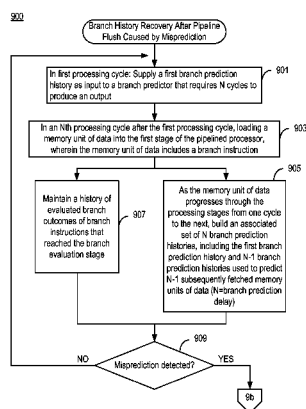 900
Branch History Recovery After Pipeline
Flush Caused by Misprediction
In first processing cycle: Supply a first branch prediction
history as input to a branch predictor that requires N cycles
to produce an output
901
In an Nth processing cycle after the first processing cycle, loading a
memory unit of data into the first stage of the pipelined processor,
wherein the memory unit of data includes a branch instruction
903
905
Maintain a history of
evaluated branch
outcomes of branch
instructions that
reached the branch
evaluation stage
907
As the memory unit of data
progresses through the
processing stages from one cycle
to the next, build an associated
set of N branch prediction
histories, including the first branch
prediction history and N-1 branch
prediction histories used to predict
N-1 subsequently fetched memory
units of data (N=branch prediction
delay)
909
NO
Misprediction detected?
YES
9b